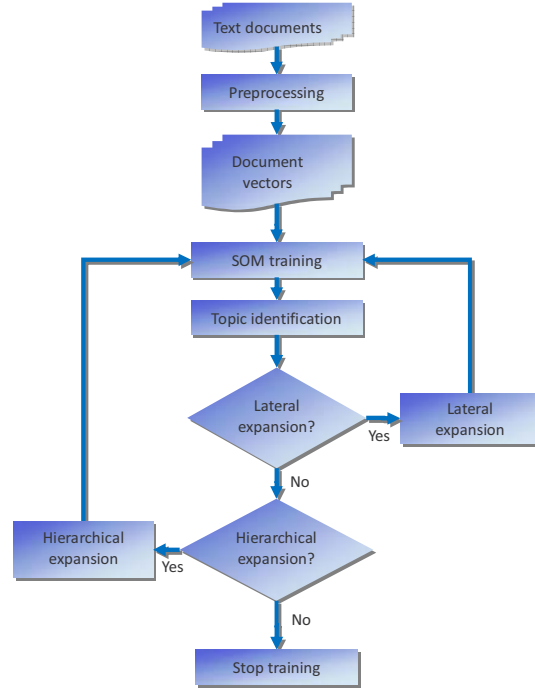 Text documents
Preprocessing
Document
vectors
SOM training
Topic identification
Lateral
expansion?
Yes
Lateral
expansion
No
Hierarchical
expansion?
Yes
Hierarchical
expansion
No
Stop training